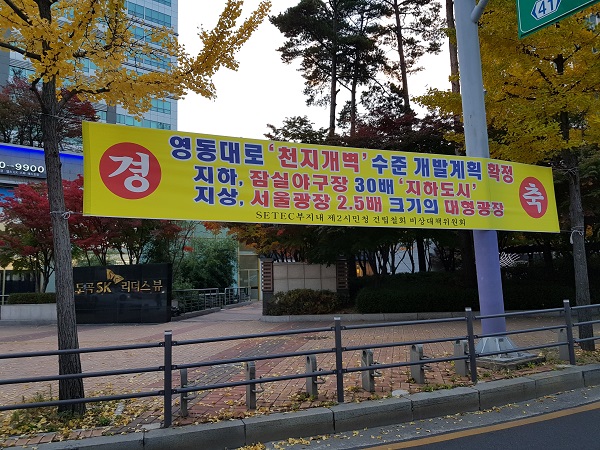 41
0-9900
경 축
영동대로 '천지개벽' 수준 개발계획 확정
지하, 잠실야구장 30배 '지하도시'
지상, 서울광장 2.5배 크기의 대형광장
SETEC부지내 제2시민청 건립철회 비상대책위원회
도곡 SK 리더스뷰